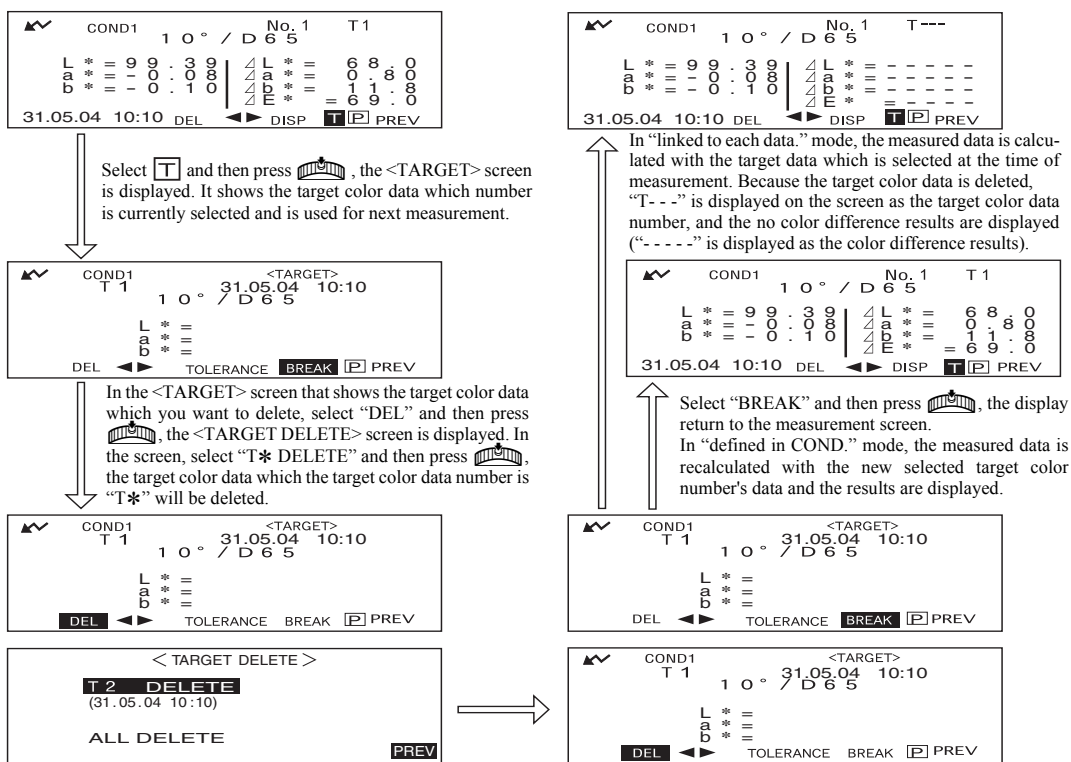 COND1 No. 1 T1
10°/D65
L*=99.39 ⊿L*= 68.0
a*=-0.08 ⊿a*= 0.80
b*=-0.10 ⊿b*= 11.8
⊿E* =69.0
31.05.04 10:10 DEL ◄► DISP T P PREV
Select T and then press , the <TARGET> screen
is displayed. It shows the target color data which number
is currently selected and is used for next measurement.
COND1 <TARGET>
T1 31.05.04 10:10
10°/D65
L*=
a*=
b*=
DEL ◄► TOLERANCE BREAK P PREV
In the <TARGET> screen that shows the target color data
which you want to delete, select “DEL” and then press
, the <TARGET DELETE> screen is displayed. In
the screen, select “T✱ DELETE” and then press ,
the target color data which the target color data number is
“T✱” will be deleted.
COND1 <TARGET>
T1 31.05.04 10:10
10°/D65
L*=
a*=
b*=
DEL ◄► TOLERANCE BREAK P PREV
< TARGET DELETE >
T2 DELETE
(31.05.04 10:10)
ALL DELETE
PREV
COND1 No. 1 T---
10°/D65
L*=99.39 ⊿L*=-----
a*=-0.08 ⊿a*=-----
b*=-0.10 ⊿b*=-----
⊿E* =----
31.05.04 10:10 DEL ◄► DISP T P PREV
In “linked to each data.” mode, the measured data is calcu-
lated with the target data which is selected at the time of
measurement. Because the target color data is deleted,
“T- - -” is displayed on the screen as the target color data
number, and the no color difference results are displayed
(“- - - - -” is displayed as the color difference results).
COND1 No. 1 T1
10°/D65
L*=99.39 ⊿L*= 68.0
a*=-0.08 ⊿a*= 0.80
b*=-0.10 ⊿b*= 11.8
⊿E* =69.0
31.05.04 10:10 DEL ◄► DISP T P PREV
Select “BREAK” and then press , the display
return to the measurement screen.
In “defined in COND.” mode, the measured data is
recalculated with the new selected target color
number's data and the results are displayed.
COND1 <TARGET>
T1 31.05.04 10:10
10°/D65
L*=
a*=
b*=
DEL ◄► TOLERANCE BREAK P PREV
COND1 <TARGET>
T1 31.05.04 10:10
10°/D65
L*=
a*=
b*=
DEL ◄► TOLERANCE BREAK P PREV